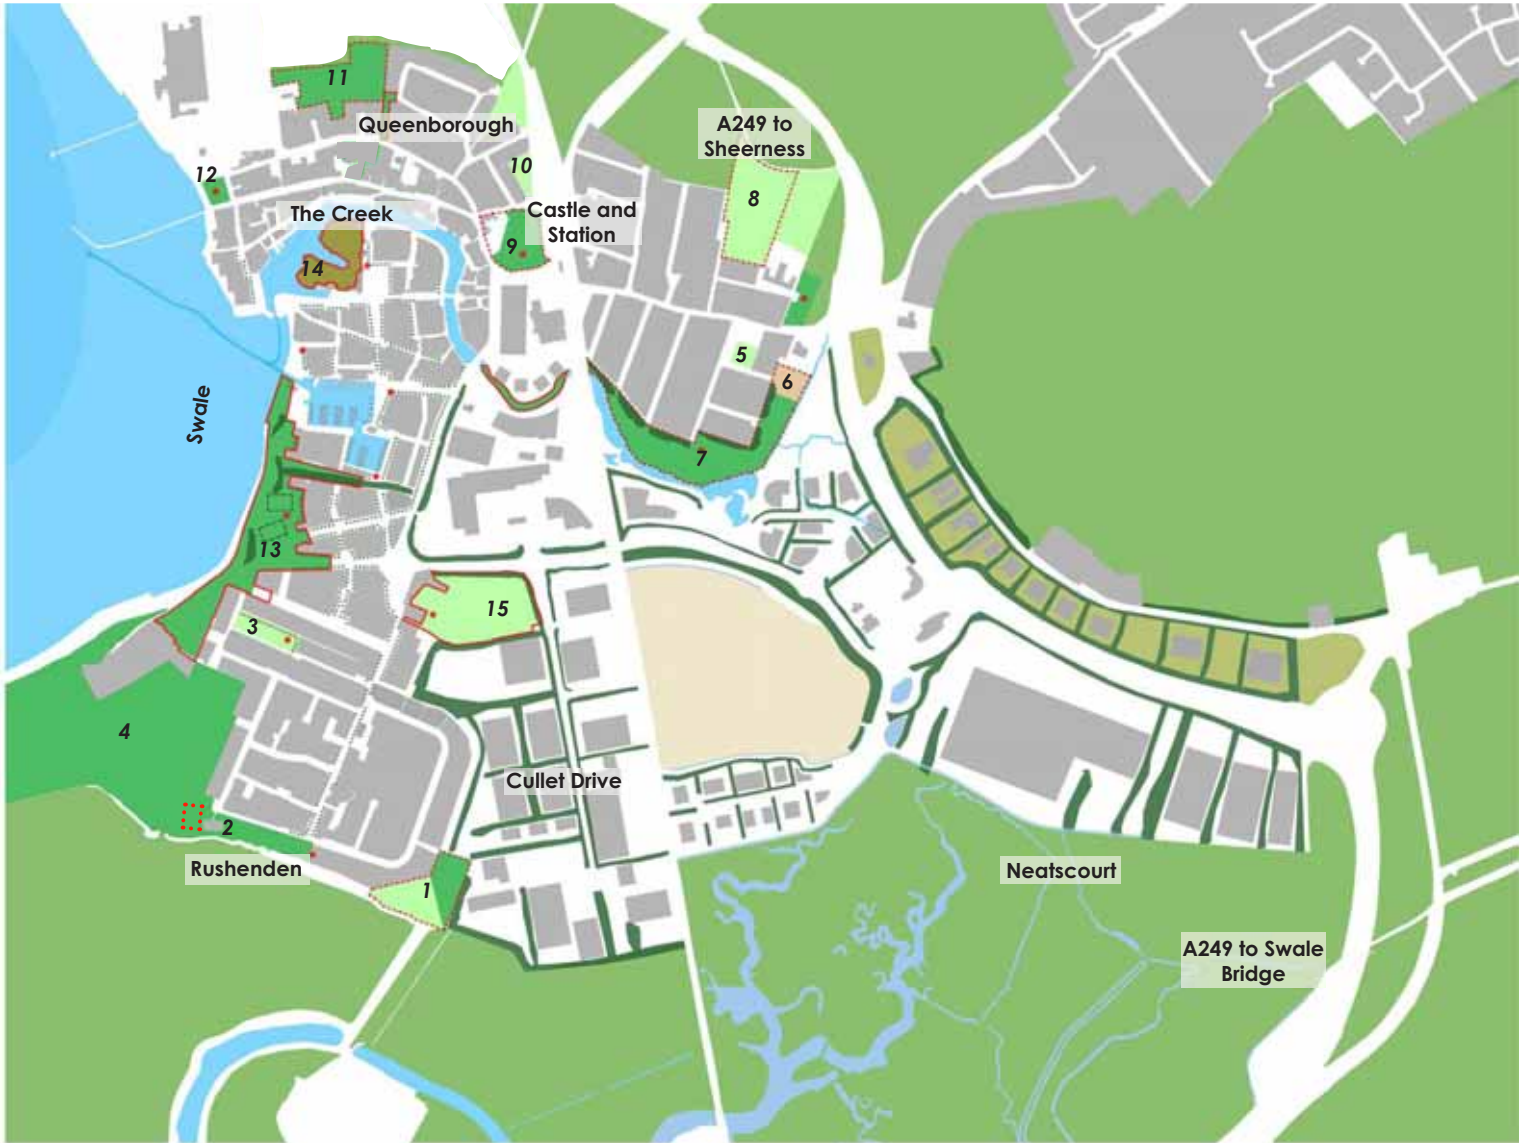 11
Queenborough
A249 to
Sheerness
10
12
8
The Creek
Castle and
Station
9
14
5
6
Swale
7
13
15
3
4
Cullet Drive
2
Rushenden
1
Neatscourt
A249 to Swale
Bridge